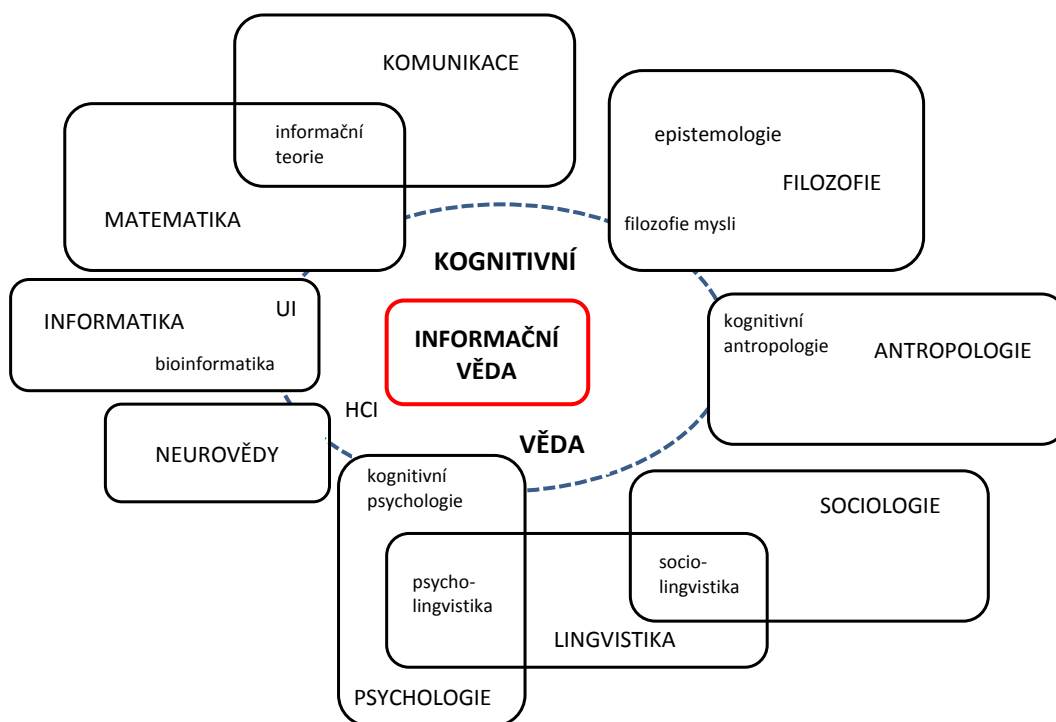 KOMUNIKACE
informační
teorie
MATEMATIKA
epistemologie
FILOZOFIE
filozofie mysli
KOGNITIVNÍ
INFORMATIKA
UI
bioinformatika
INFORMAČNÍ
VĚDA
kognitivní
antropologie
ANTROPOLOGIE
HCI
NEUROVĚDY
VĚDA
kognitivní
psychologie
SOCIOLOGIE
psycho-
lingvistika
socio-
lingvistika
LINGVISTIKA
PSYCHOLOGIE